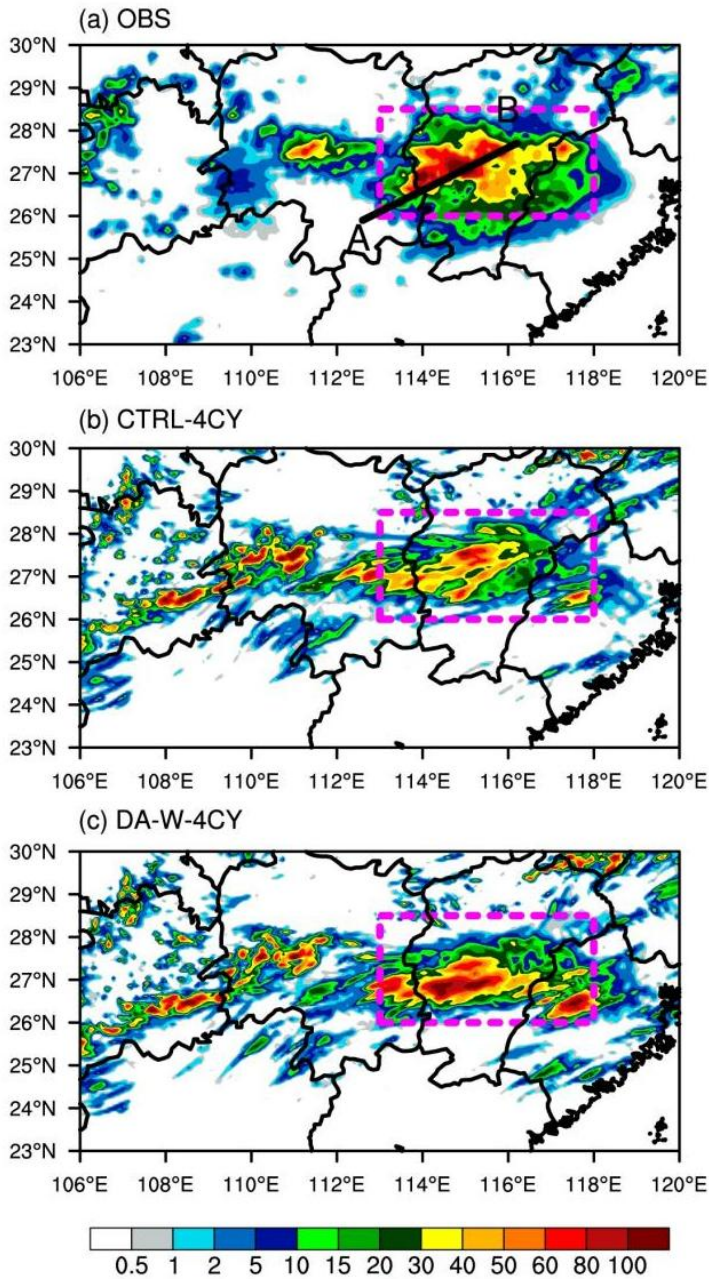 (a) OBS
30°N
29°N
28°N
27°N
26°N
25°N
24°N
23°N
B
A
106°E 108°E 110°E 112°E 114°E 116°E 118°E 120°E
(b) CTRL-4CY
30°N
29°N
28°N
27°N
26°N
25°N
24°N
23°N
106°E 108°E 110°E 112°E 114°E 116°E 118°E 120°E
(c) DA-W-4CY
30°N
29°N
28°N
27°N
26°N
25°N
24°N
23°N
106°E 108°E 110°E 112°E 114°E 116°E 118°E 120°E
0.5 1 2 5 10 15 20 30 40 50 60 80 100